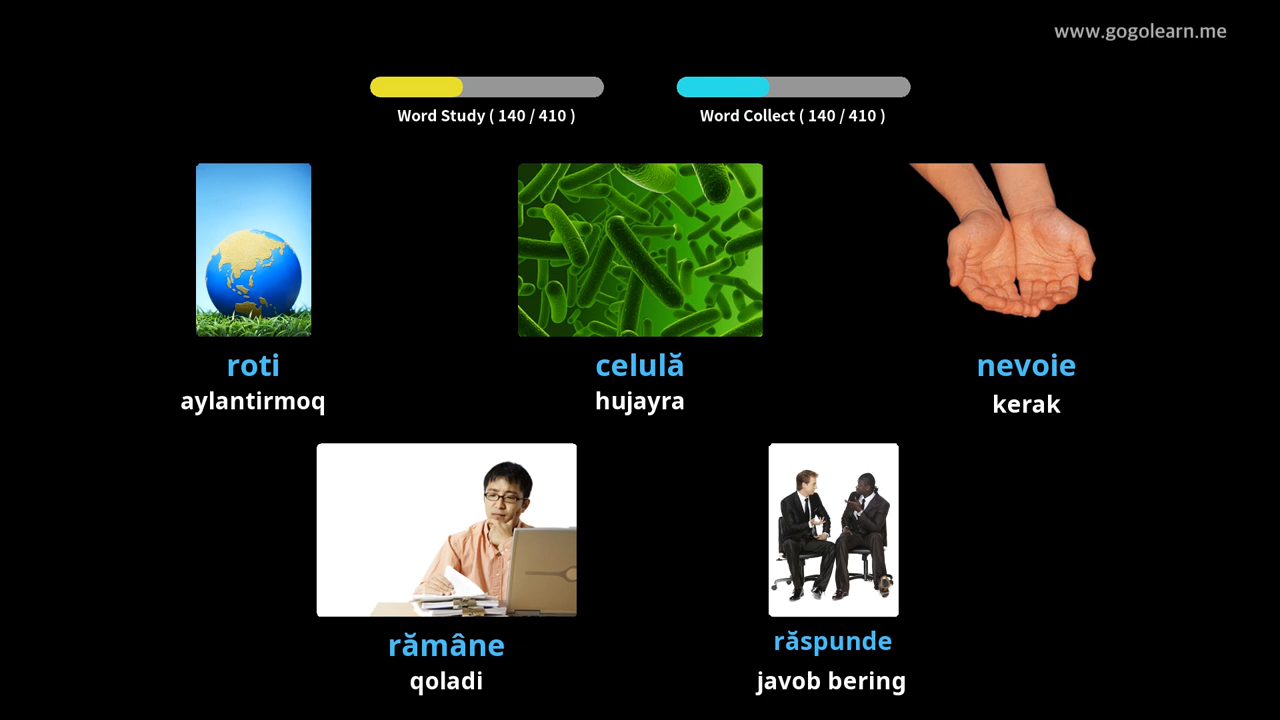 www.gogolearn.me
Word Study ( 140 / 410 )
Word Collect ( 140 / 410 )
roti
aylantirmoq
celulă
hujayra
nevoie
kerak
rămâne
qoladi
răspunde
javob bering